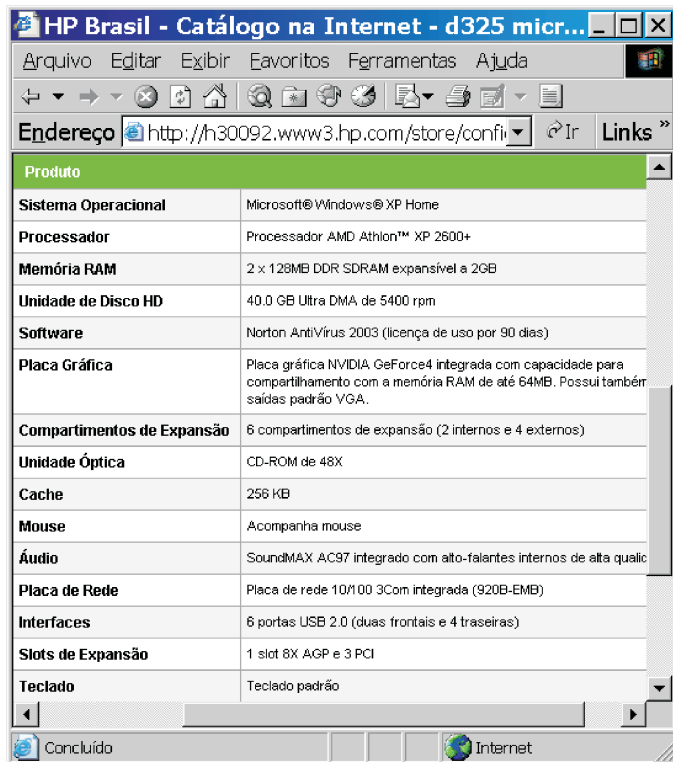 HP Brasil - Catálogo na Internet - d325 micr...
Arquivo Editar Exibir Favoritos Ferramentas Ajuda
Endereço http://h30092.www3.hp.com/store/confi Ir Links »
Produto
Sistema Operacional Microsoft® Windows® XP Home
Processador Processador AMD Athlon™ XP 2600+
Memória RAM 2 x 128MB DDR SDRAM expansível a 2GB
Unidade de Disco HD 40.0 GB Ultra DMA de 5400 rpm
Software Norton AntiVírus 2003 (licença de uso por 90 dias)
Placa Gráfica Placa gráfica NVIDIA GeForce4 integrada com capacidade para
compartilhamento com a memória RAM de até 64MB. Possui também
saídas padrão VGA.
Compartimentos de Expansão 6 compartimentos de expansão (2 internos e 4 externos)
Unidade Óptica CD-ROM de 48X
Cache 256 KB
Mouse Acompanha mouse
Áudio SoundMAX AC97 integrado com alto-falantes internos de alta qualic
Placa de Rede Placa de rede 10/100 3Com integrada (920B-EMB)
Interfaces 6 portas USB 2.0 (duas frontais e 4 traseiras)
Slots de Expansão 1 slot 8X AGP e 3 PCI
Teclado Teclado padrão
Concluído Internet